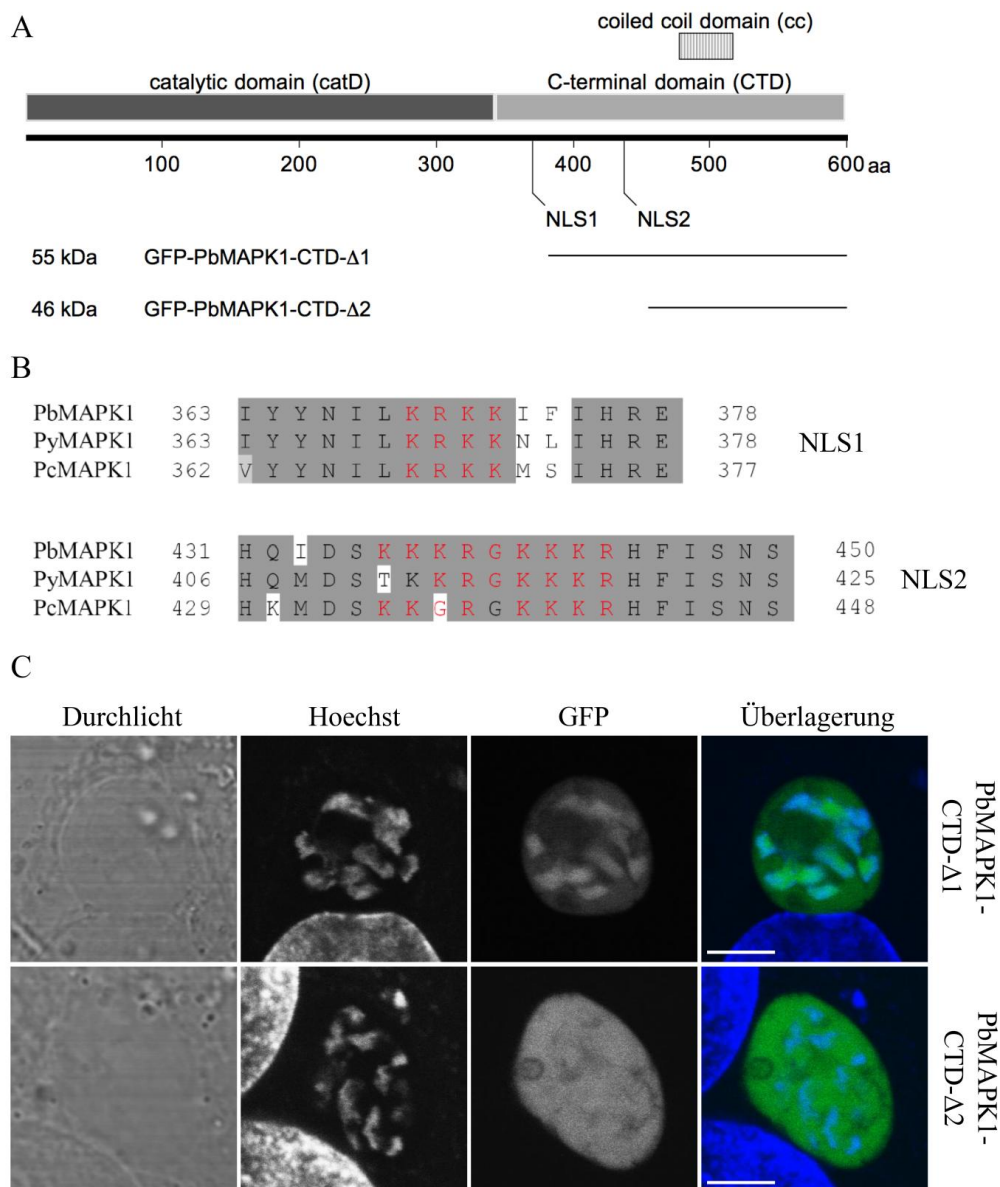 A
coiled coil domain (cc)
catalytic domain (catD)
C-terminal domain (CTD)
100 200 300 400 500 600 aa
NLS1 NLS2
55 kDa GFP-PbMAPK1-CTD-Δ1
46 kDa GFP-PbMAPK1-CTD-Δ2
B
PbMAPK1 363 I Y Y N I L K R K K I F I H R E 378
PyMAPK1 363 I Y Y N I L K R K K N L I H R E 378 NLS1
PcMAPK1 362 V Y Y N I L K R K K M S I H R E 377
PbMAPK1 431 H Q I D S K K K R G K K K R H F I S N S 450
PyMAPK1 406 H Q M D S T K K R G K K K R H F I S N S 425 NLS2
PcMAPK1 429 H K M D S K K G R G K K K R H F I S N S 448
C
Durchlicht Hoechst GFP Überlagerung
PbMAPK1-
CTD-Δ1
PbMAPK1-
CTD-Δ2